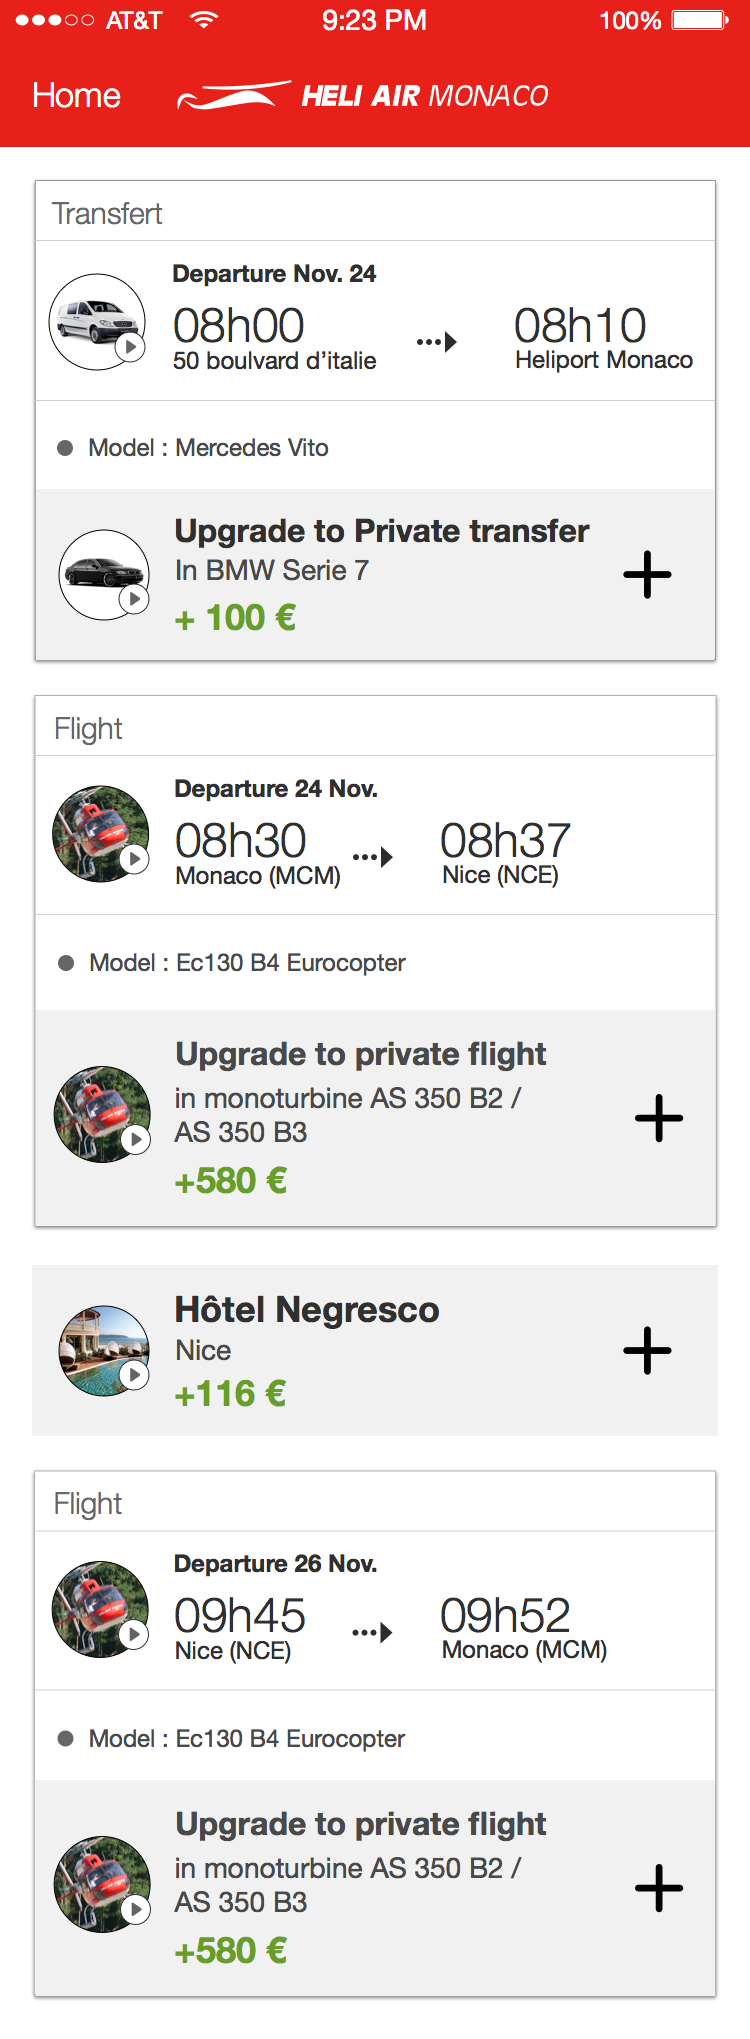 AT&T 9:23 PM 100%
Home HELI AIR MONACO
Transfert
Departure Nov. 24
08h00 08h10
50 boulvard d'italie Heliport Monaco
Model : Mercedes Vito
Upgrade to Private transfer
In BMW Serie 7
+ 100 €
Flight
Departure 24 Nov.
08h30 08h37
Monaco (MCM) Nice (NCE)
Model : Ec130 B4 Eurocopter
Upgrade to private flight
in monoturbine AS 350 B2 /
AS 350 B3
+580 €
Hôtel Negresco
Nice
+116 €
Flight
Departure 26 Nov.
09h45 09h52
Nice (NCE) Monaco (MCM)
Model : Ec130 B4 Eurocopter
Upgrade to private flight
in monoturbine AS 350 B2 /
AS 350 B3
+580 €